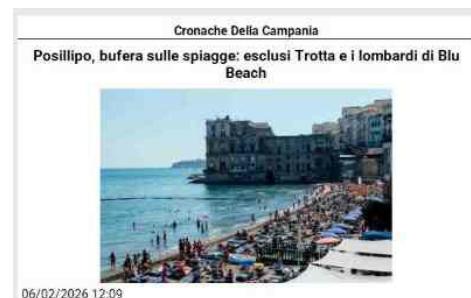 Cronache Della Campania
Posillipo, bufera sulle spiagge: esclusi Trotta e i lombardi di Blu
Beach
06/02/2026 12:09